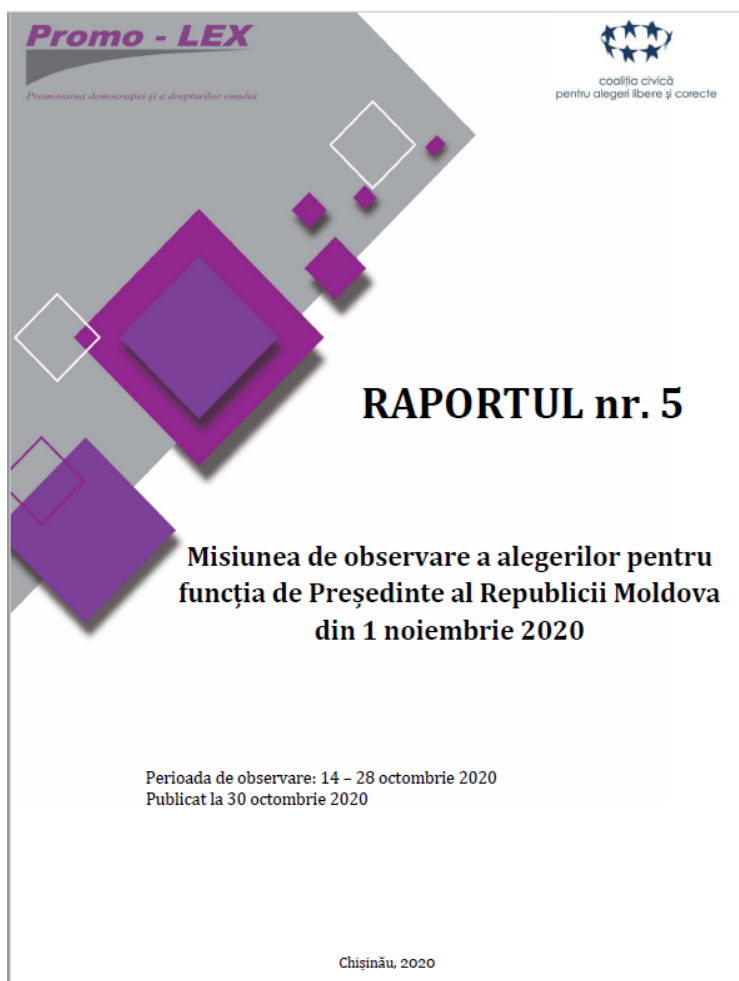 Promo - LEX
Promovarea democrației și a drepturilor omului
coaliția civică
pentru alegeri libere și corecte
RAPORTUL nr. 5
Misiunea de observare a alegerilor pentru
funcția de Președinte al Republicii Moldova
din 1 noiembrie 2020
Perioada de observare: 14 – 28 octombrie 2020
Publicat la 30 octombrie 2020
Chișinău, 2020